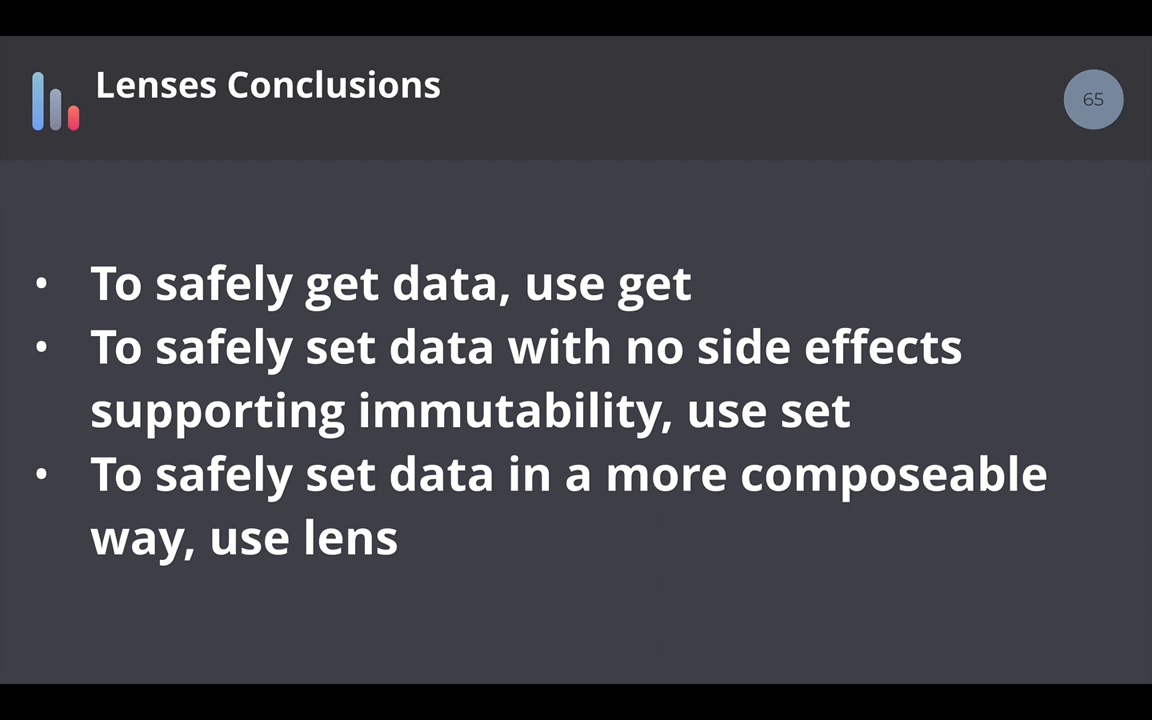 Lenses Conclusions
65
• To safely get data, use get
• To safely set data with no side effects
supporting immutability, use set
• To safely set data in a more composeable
way, use lens